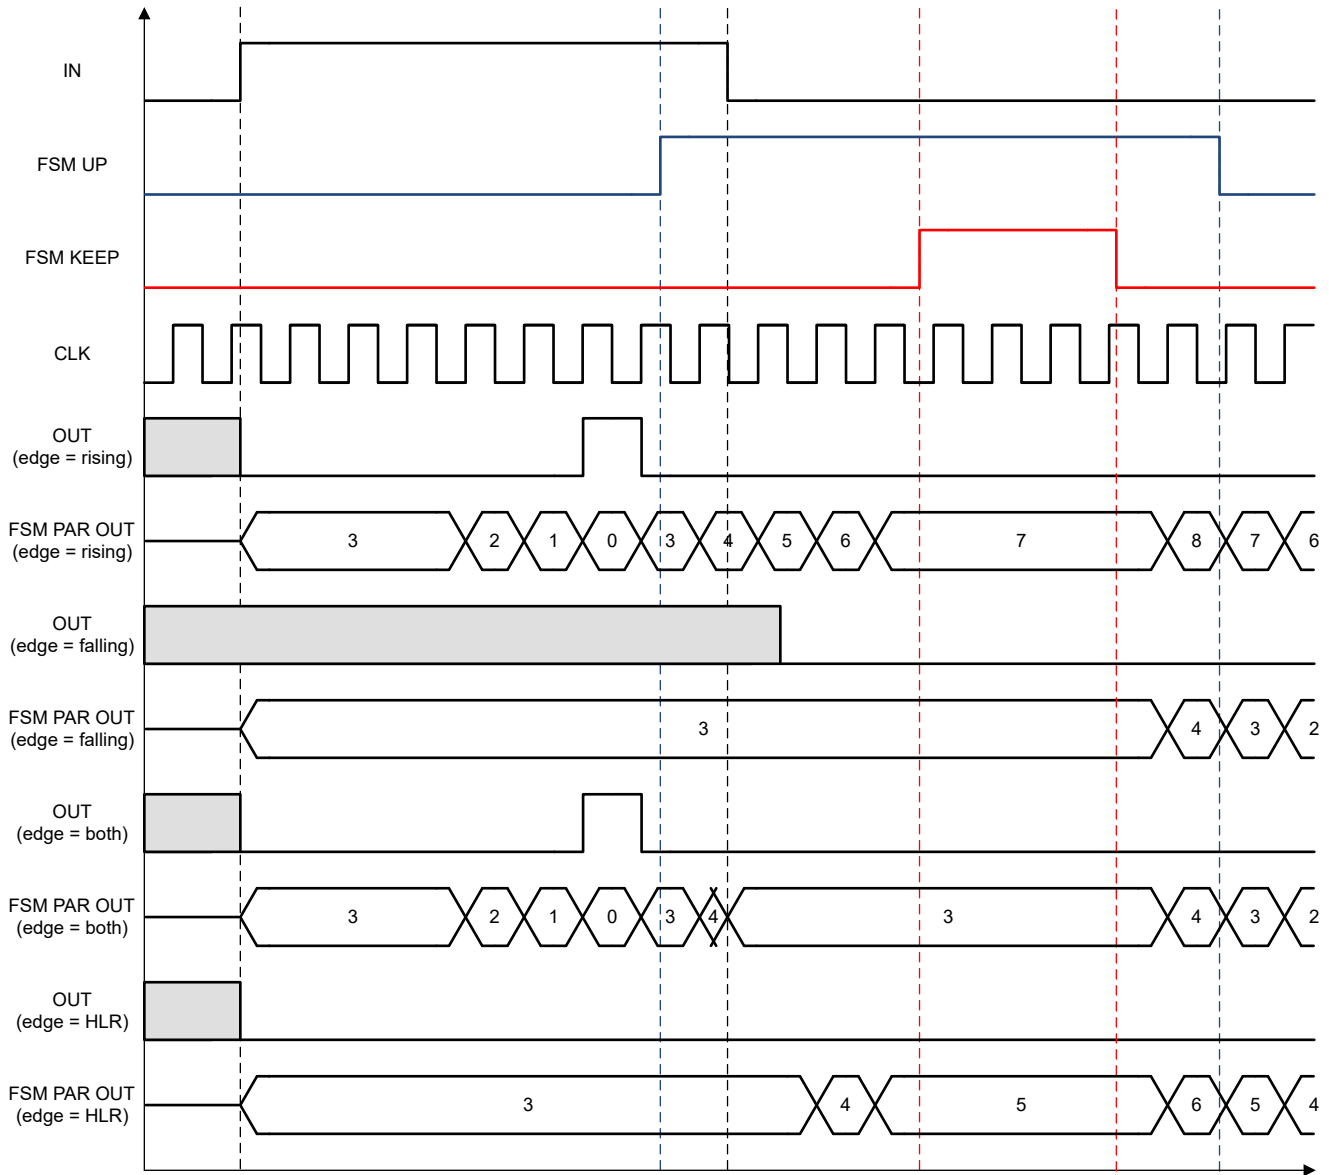 IN
FSM UP
FSM KEEP
CLK
OUT
(edge = rising)
FSM PAR OUT
(edge = rising)
3 2 1 0 3 4 5 6 7 8 7 6
OUT
(edge = falling)
FSM PAR OUT
(edge = falling)
3 4 3 2
OUT
(edge = both)
FSM PAR OUT
(edge = both)
3 2 1 0 3 4 3 4 3 2
OUT
(edge = HLR)
FSM PAR OUT
(edge = HLR)
3 4 5 6 5 4